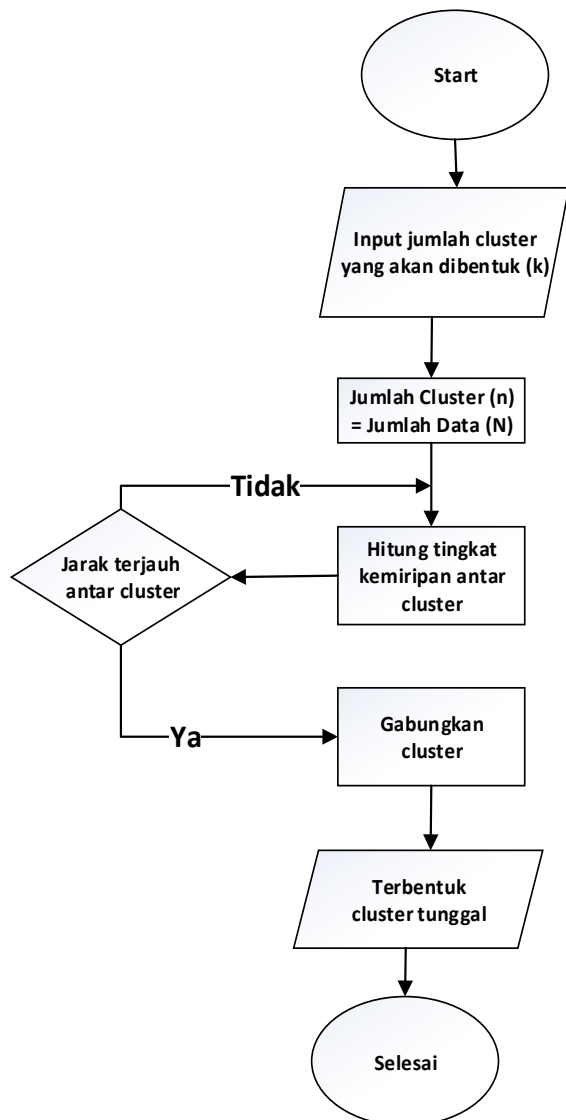 Start
Input jumlah cluster
yang akan dibentuk (k)
Jumlah Cluster (n)
= Jumlah Data (N)
Tidak
Jarak terjauh
antar cluster
Hitung tingkat
kemiripan antar
cluster
Ya
Gabungkan
cluster
Terbentuk
cluster tunggal
Selesai